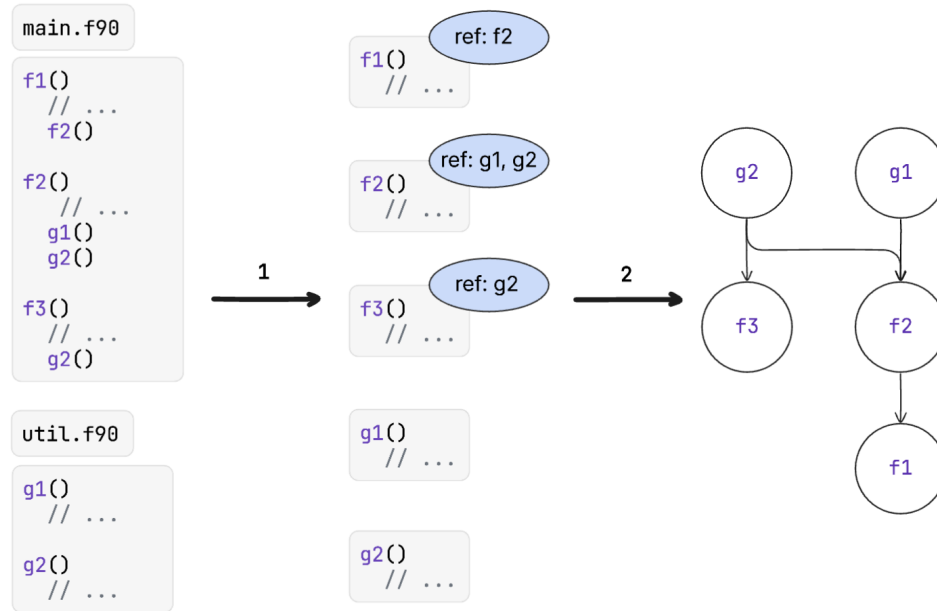 main.f90
f1()
// ...
f2()
f2()
// ...
g1()
g2()
f3()
// ...
g2()
util.f90
g1()
// ...
g2()
// ...
1
ref: f2
f1()
// ...
ref: g1, g2
f2()
// ...
ref: g2
f3()
// ...
g1()
// ...
g2()
// ...
2
g2
g1
f3
f2
f1